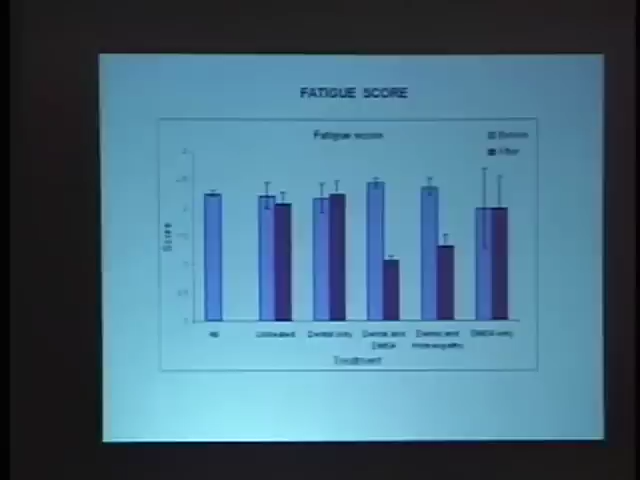 FATIGUE SCORE
Fatigue score
Before
After
Score
All
Untreated
Dental only
Dental and DMSA
Dental and Homeopathy
DMSA only
Treatment